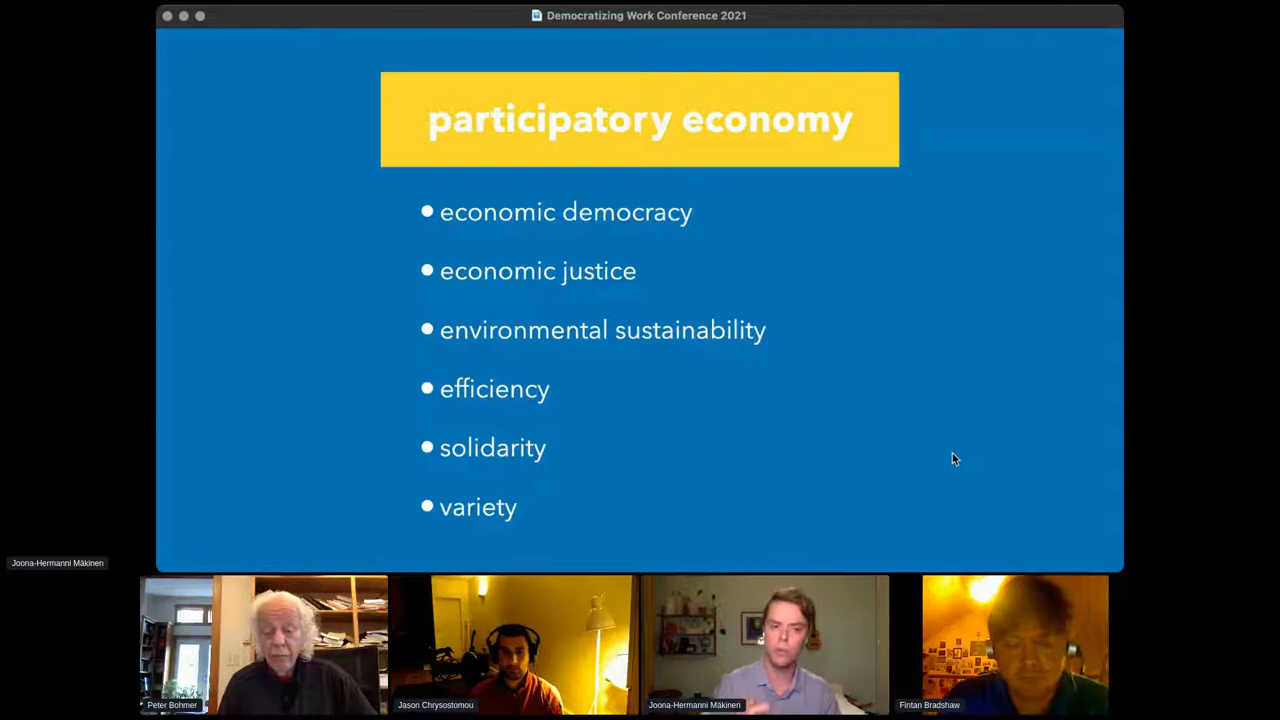 Democratizing Work Conference 2021
participatory economy
economic democracy
economic justice
environmental sustainability
efficiency
solidarity
variety
Joona-Hermanni Mäkinen
Peter Bohmer
Jason Chrysostomou
Joona-Hermanni Mäkinen
Fintan Bradshaw